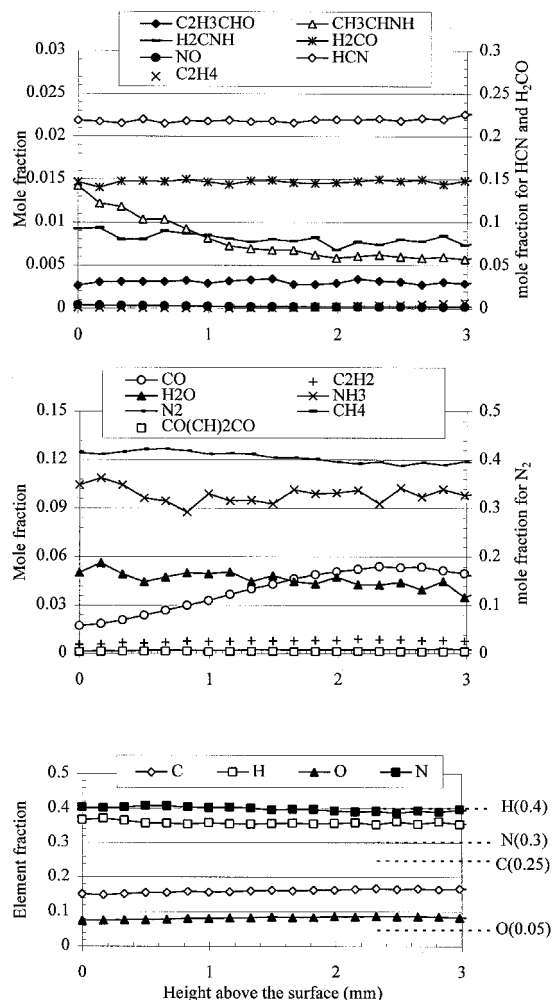 C2H3CHO CH3CHNH
H2CNH H2CO
NO HCN
C2H4
0.03
0.025
0.02
0.015
0.01
0.005
0
0.3
0.25
0.2
0.15
0.1
0.05
0
Mole fraction
mole fraction for HCN and H2CO
0 1 2 3
CO C2H2
H2O NH3
N2 CH4
CO(CH)2CO
0.15
0.12
0.09
0.06
0.03
0
0.5
0.4
0.3
0.2
0.1
0
Mole fraction
mole fraction for N2
0 1 2 3
C H O N
0.5
0.4
0.3
0.2
0.1
0
Element fraction
H(0.4)
N(0.3)
C(0.25)
O(0.05)
0 1 2 3
Height above the surface (mm)